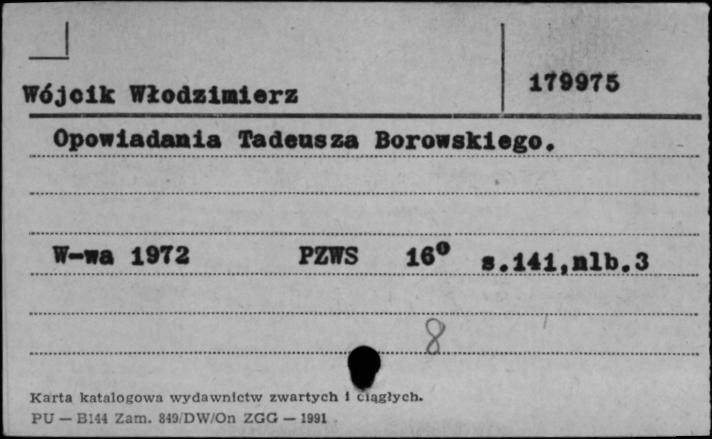 Wójcik Włodzimierz
179975
Opowiadania Tadeusza Borowskiego.
W-wa 1972 PZWS 16° s.141,nlb.3
8
Karta katalogowa wydawnictw zwartych i ciągłych.
PU — B144 Zam. 849/DW/On ZGG — 1991